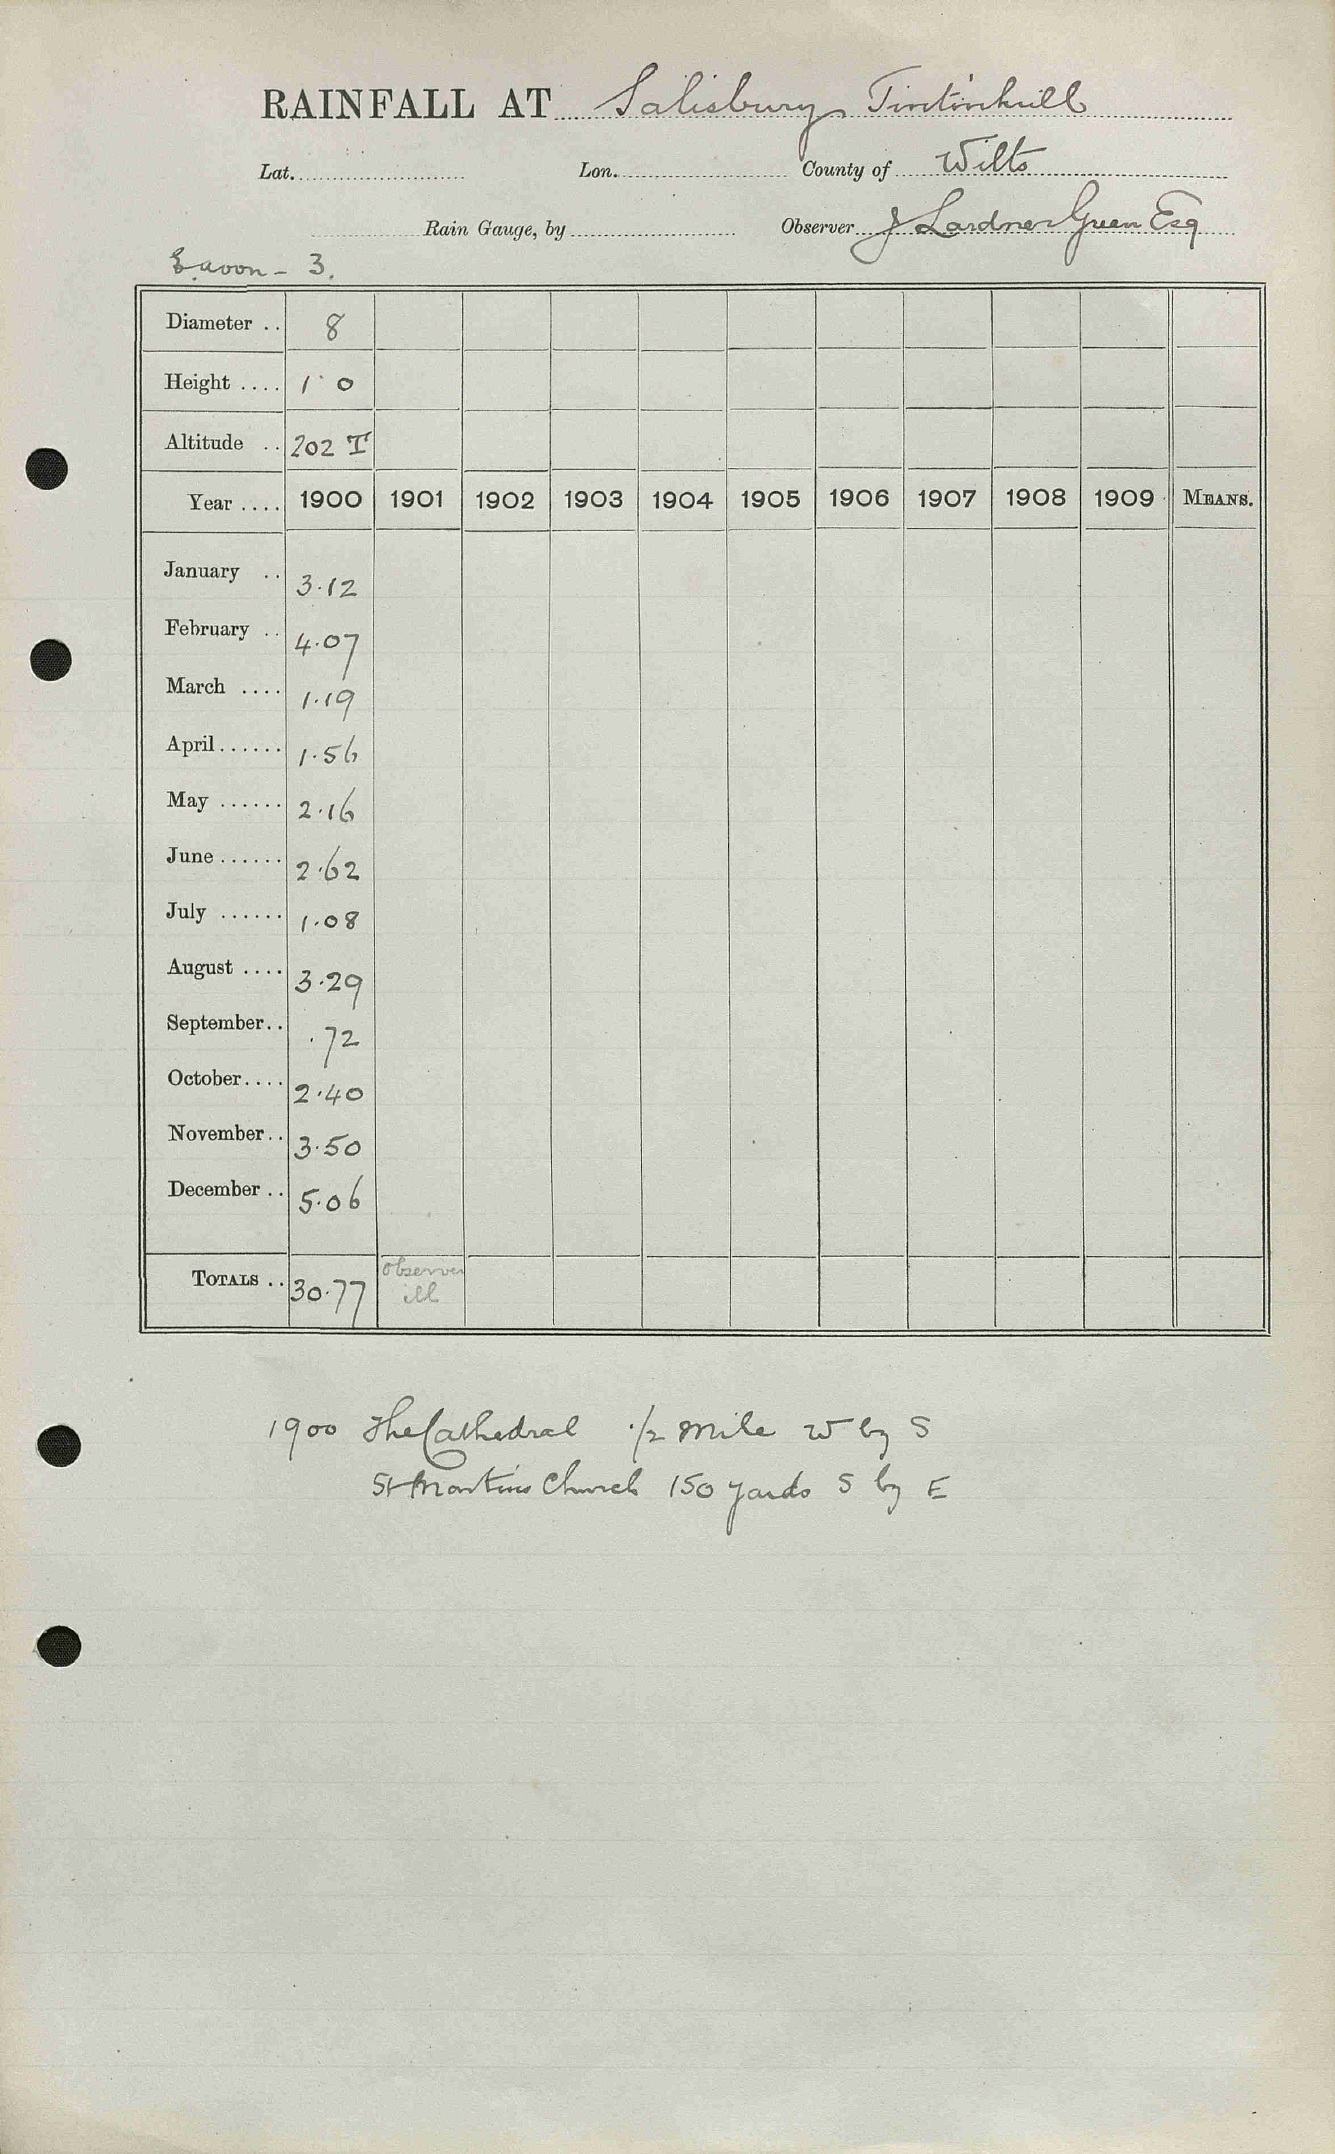 RAINFALL AT Salisbury Tintinhull
Lat. Lon. County of Wilts
Rain Gauge, by Observer J Lardner Green Esq
E. Avon - 3.
Diameter .. 8
Height .... 1 0
Altitude .. 202 T
Year .... 1900 1901 1902 1903 1904 1905 1906 1907 1908 1909 MEANS.
January .. 3.12
February .. 4.07
March .... 1.19
April ...... 1.56
May ...... 2.16
June ...... 2.62
July ...... 1.08
August .... 3.29
September .. .72
October .... 2.40
November .. 3.50
December .. 5.06
TOTALS .. 30.77 observer
ill
1900 The Cathedral 1/2 mile W by S
St Martins Church 150 yards S by E